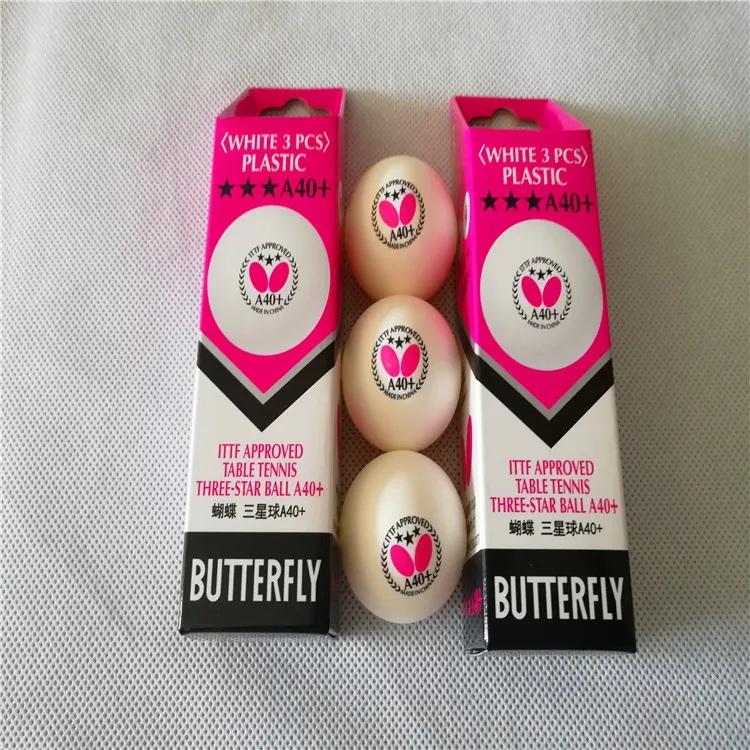 〈WHITE 3 PCS〉
PLASTIC
★★★A40+
ITTF APPROVED
★★★
A40+
MADE IN CHINA
ITTF APPROVED
TABLE TENNIS
THREE-STAR BALL A40+
蝴蝶 三星球A40+
BUTTERFLY
ITTF APPROVED
★★★
A40+
MADE IN CHINA
ITTF APPROVED
★★★
A40+
MADE IN CHINA
ITTF APPROVED
★★★
A40+
MADE IN CHINA
〈WHITE 3 PCS〉
PLASTIC
★★★A40+
ITTF APPROVED
★★★
A40+
MADE IN CHINA
ITTF APPROVED
TABLE TENNIS
THREE-STAR BALL A40+
蝴蝶 三星球A40+
BUTTERFLY